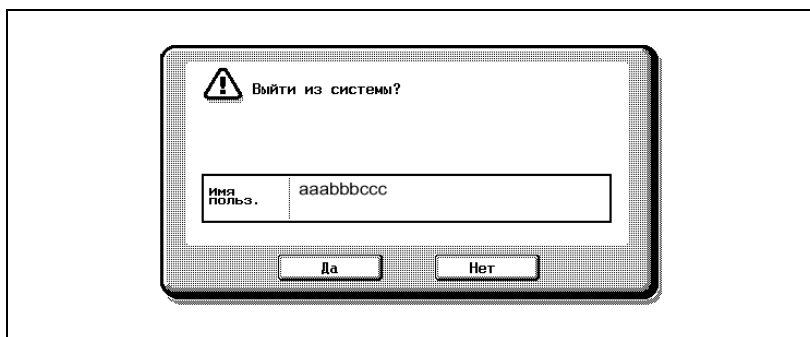 Выйти из системы?
Имя
польз.
aaabbbccc
Да
Нет